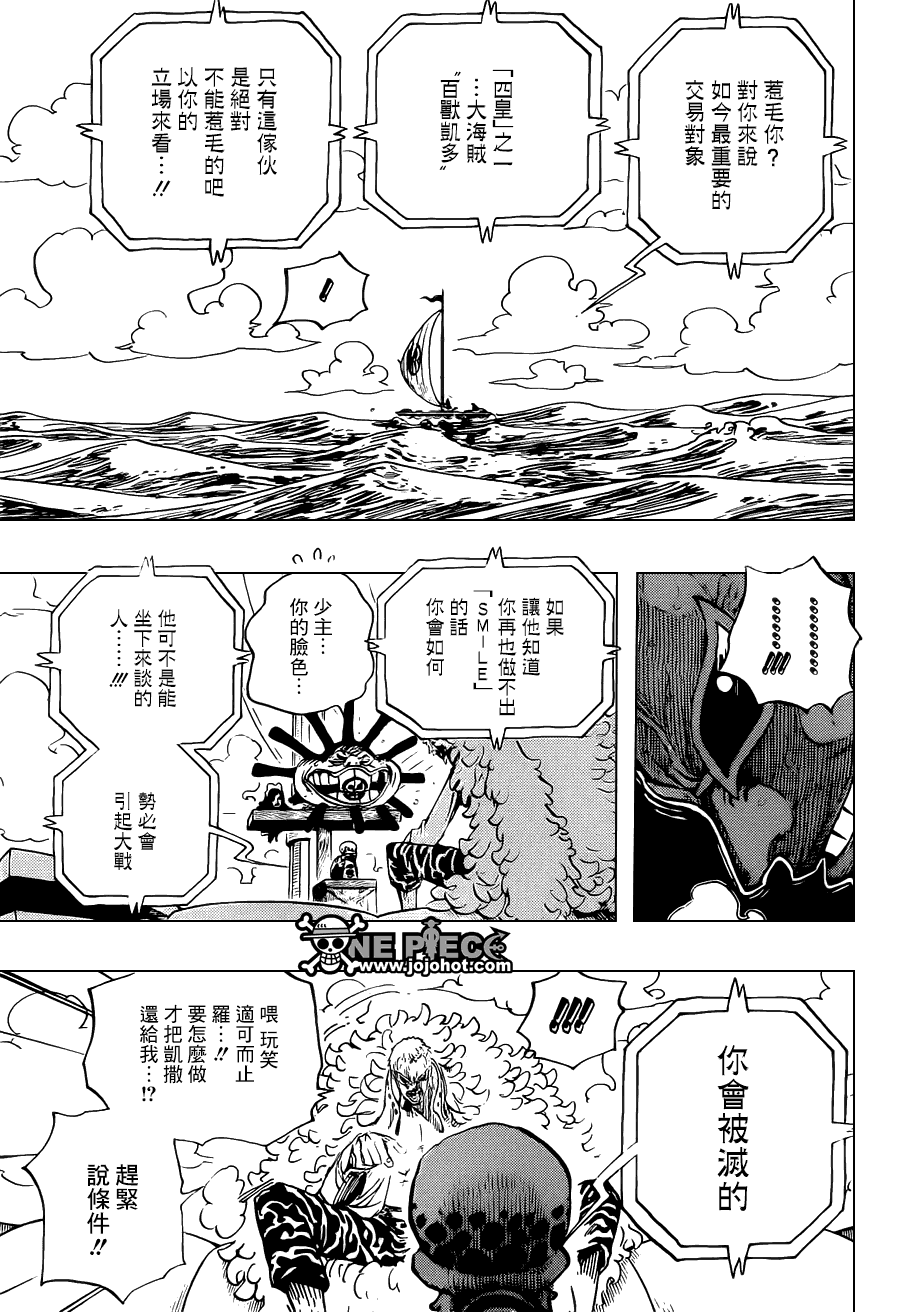 惹毛你？
對你來說
如今最重要的
交易對象
「四皇」之一
…大海賊
〝百獸凱多〞
只有這傢伙
是絕對
不能惹毛的吧
以你的
立場來看…!!
!
………!!!
如果
讓他知道
你再也做不出
「SMILE」
的話
你會如何
少主…
你的臉色…
他可不是能
坐下來談的
人……!!!
勢必會
引起大戰
你會被滅的
!!!
喂 玩笑
適可而止
羅…!!
要怎麼做
才把凱撒
還給我…!?
趕緊
說條件!!
ONE PIECE
www.jojohot.com